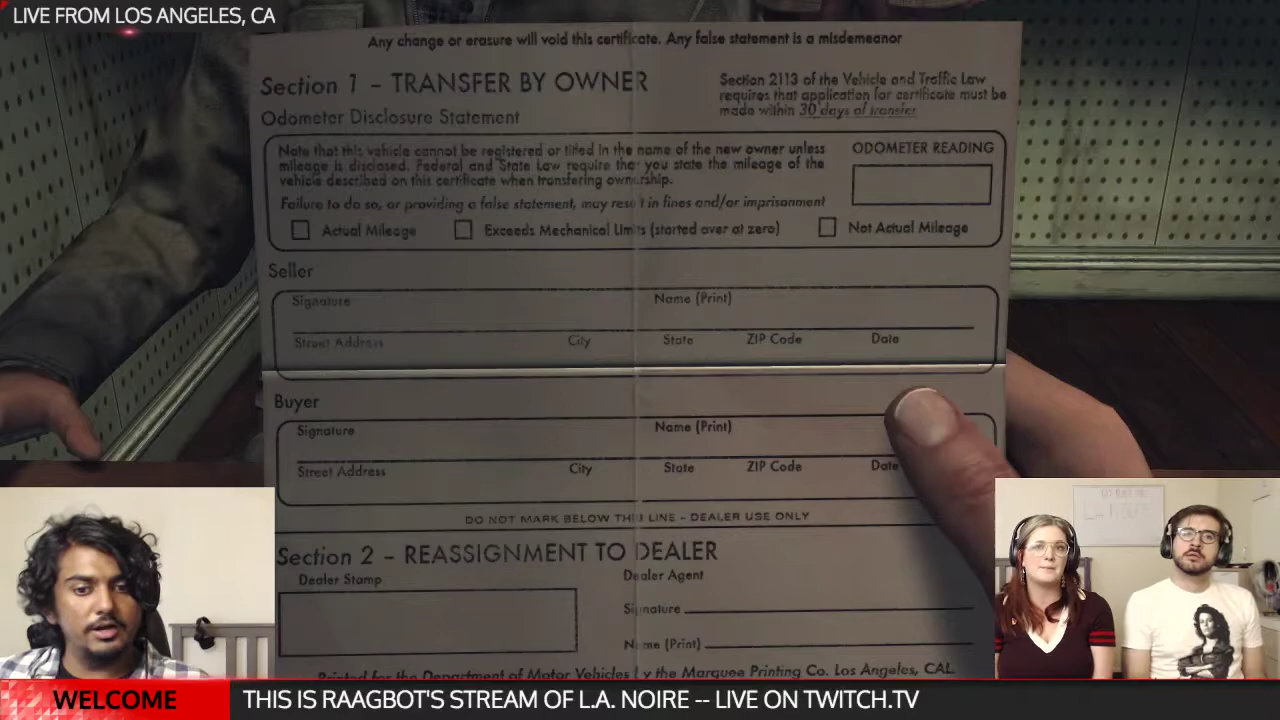 LIVE FROM LOS ANGELES, CA
Any change or erasure will void this certificate. Any false statement is a misdemeanor
Section 1 – TRANSFER BY OWNER
Section 2113 of the Vehicle and Traffic Law
requires that application for certificate must be
made within 30 days of transfer
Odometer Disclosure Statement
Note that this vehicle cannot be registered or titled in the name of the new owner unless
mileage is disclosed. Federal and State Law require that you state the mileage of the
vehicle described on this certificate when transfering ownership.
Failure to do so, or providing a false statement, may result in fines and/or imprisonment
ODOMETER READING
Actual Mileage
Exceeds Mechanical Limits (started over at zero)
Not Actual Mileage
Seller
Signature
Name (Print)
Street Address City State ZIP Code Date
Buyer
Signature
Name (Print)
Street Address City State ZIP Code Date
DO NOT MARK BELOW THIS LINE – DEALER USE ONLY
Section 2 – REASSIGNMENT TO DEALER
Dealer Stamp
Dealer Agent
Signature
Name (Print)
Printed for the Department of Motor Vehicles by the Marquee Printing Co. Los Angeles, CAL.
WELCOME
THIS IS RAAGBOT'S STREAM OF L.A. NOIRE -- LIVE ON TWITCH.TV